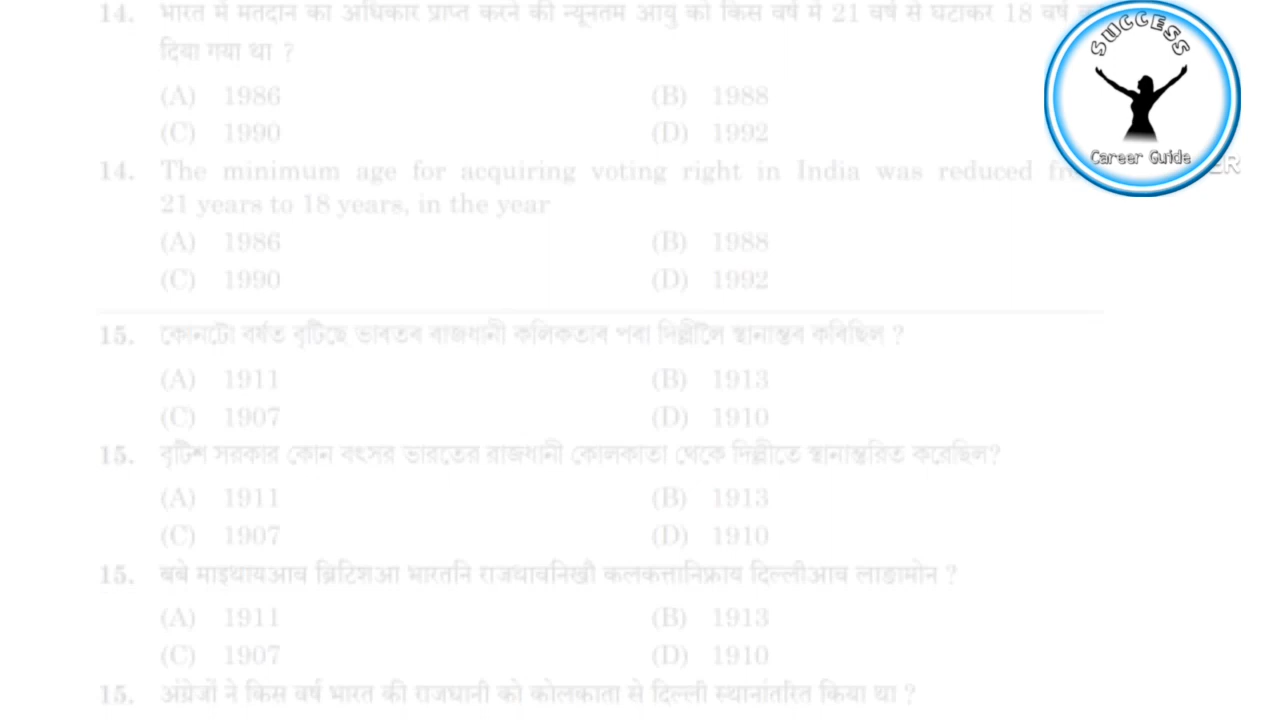 14. भारत में मतदान का अधिकार प्राप्त करने की न्यूनतम आयु को किस वर्ष में 21 वर्ष से घटाकर 18 वर्ष
दिया गया था ?
(A) 1986 (B) 1988
(C) 1990 (D) 1992
SUCCESS
Career Guide
14. The minimum age for acquiring voting right in India was reduced
21 years to 18 years, in the year
(A) 1986 (B) 1988
(C) 1990 (D) 1992
15. কোনটো বৰ্ষত বৃটিছে ভাৰতৰ ৰাজধানী কলিকতাৰ পৰা দিল্লীলৈ স্থানান্তৰ কৰিছিল ?
(A) 1911 (B) 1913
(C) 1907 (D) 1910
15. বৃটিশ সরকার কোন বৎসর ভারতের রাজধানী কোলকাতা থেকে দিল্লীতে স্থানান্তরিত করেছিল?
(A) 1911 (B) 1913
(C) 1907 (D) 1910
15. बबे माइथायआव ब्रिटिशआ भारतनि राजथावनिखौ कलकत्तानिफ्राय दिल्लीआव लाङामोन ?
(A) 1911 (B) 1913
(C) 1907 (D) 1910
15. अंग्रेजों ने किस वर्ष भारत की राजधानी को कोलकाता से दिल्ली स्थानांतरित किया था ?